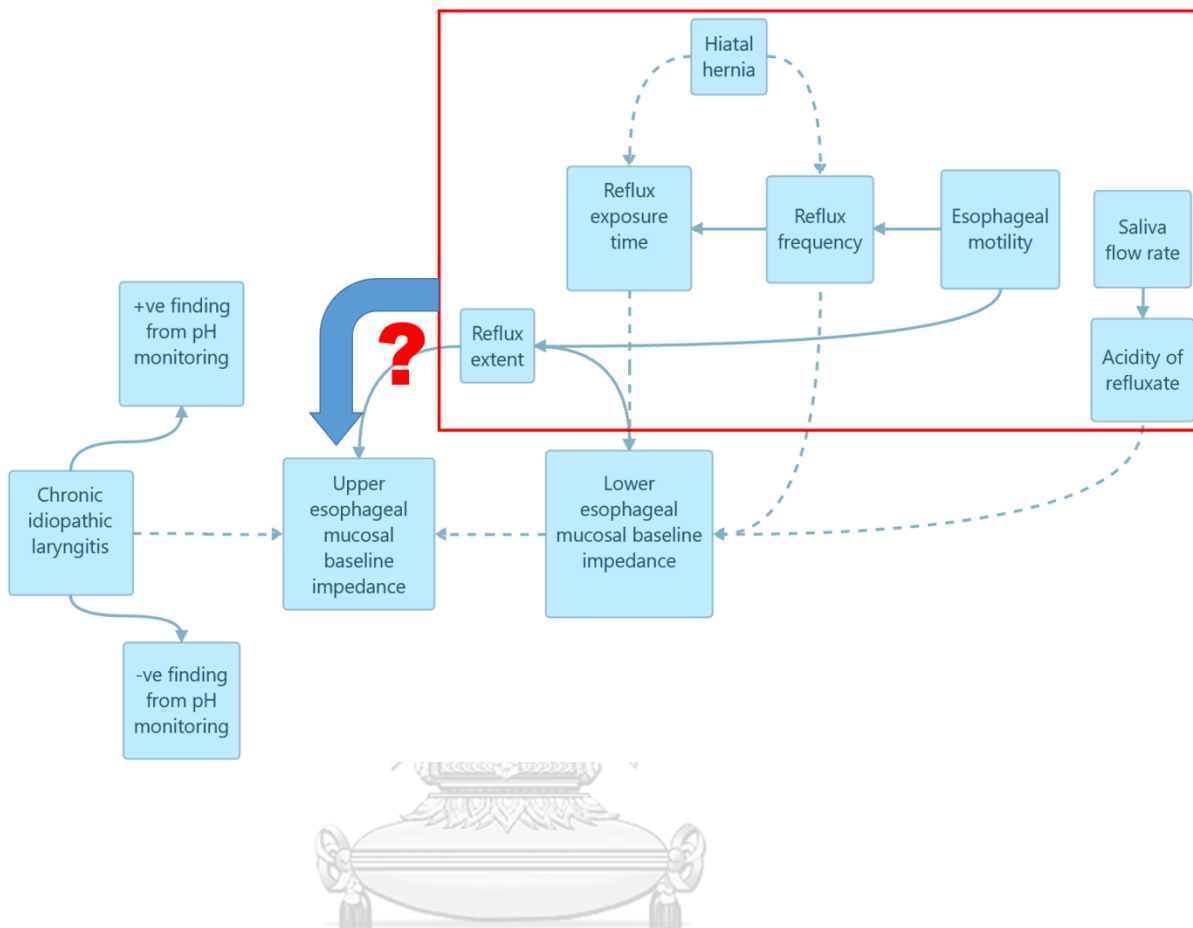 Hiatal
hernia
Reflux
exposure
time
Reflux
frequency
Esophageal
motility
Saliva
flow rate
+ve finding
from pH
monitoring
Reflux
extent
?
Acidity of
refluxate
Chronic
idiopathic
laryngitis
Upper
esophageal
mucosal
baseline
impedance
Lower
esophageal
mucosal baseline
impedance
-ve finding
from pH
monitoring